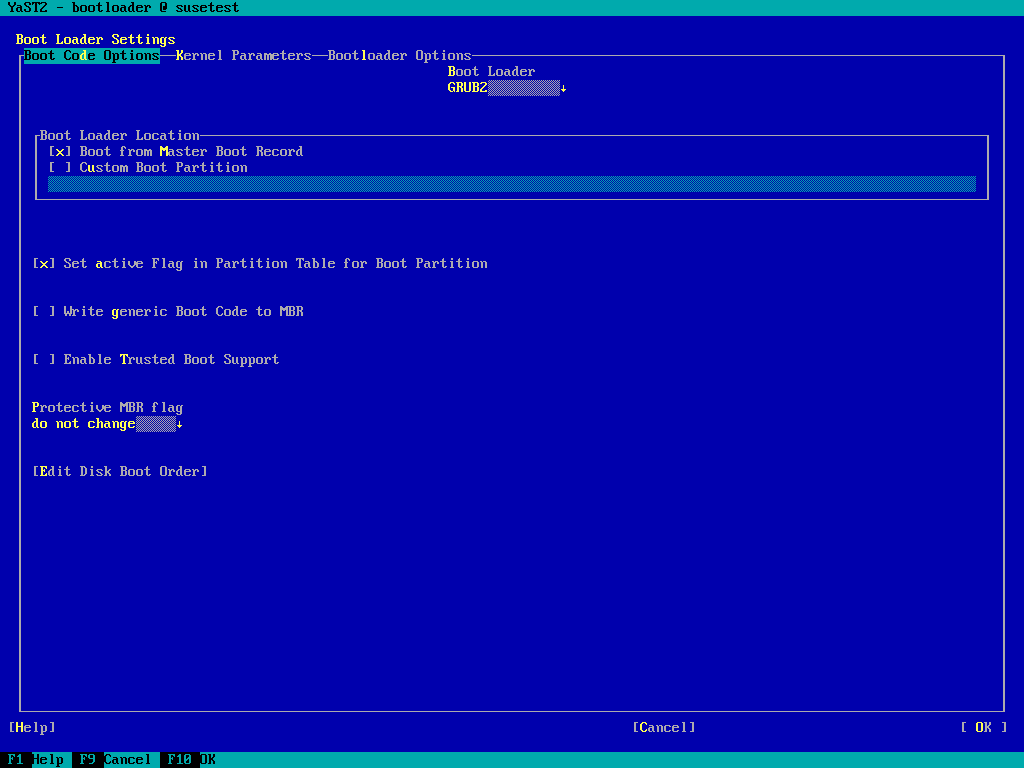 YaST2 - bootloader @ susetest
Boot Loader Settings
Boot Code Options Kernel Parameters Bootloader Options
Boot Loader
GRUB2 ↓
Boot Loader Location
[x] Boot from Master Boot Record
[ ] Custom Boot Partition
[x] Set active Flag in Partition Table for Boot Partition
[ ] Write generic Boot Code to MBR
[ ] Enable Trusted Boot Support
Protective MBR flag
do not change ↓
[Edit Disk Boot Order]
[Help] [Cancel] [ OK ]
F1 Help F9 Cancel F10 OK